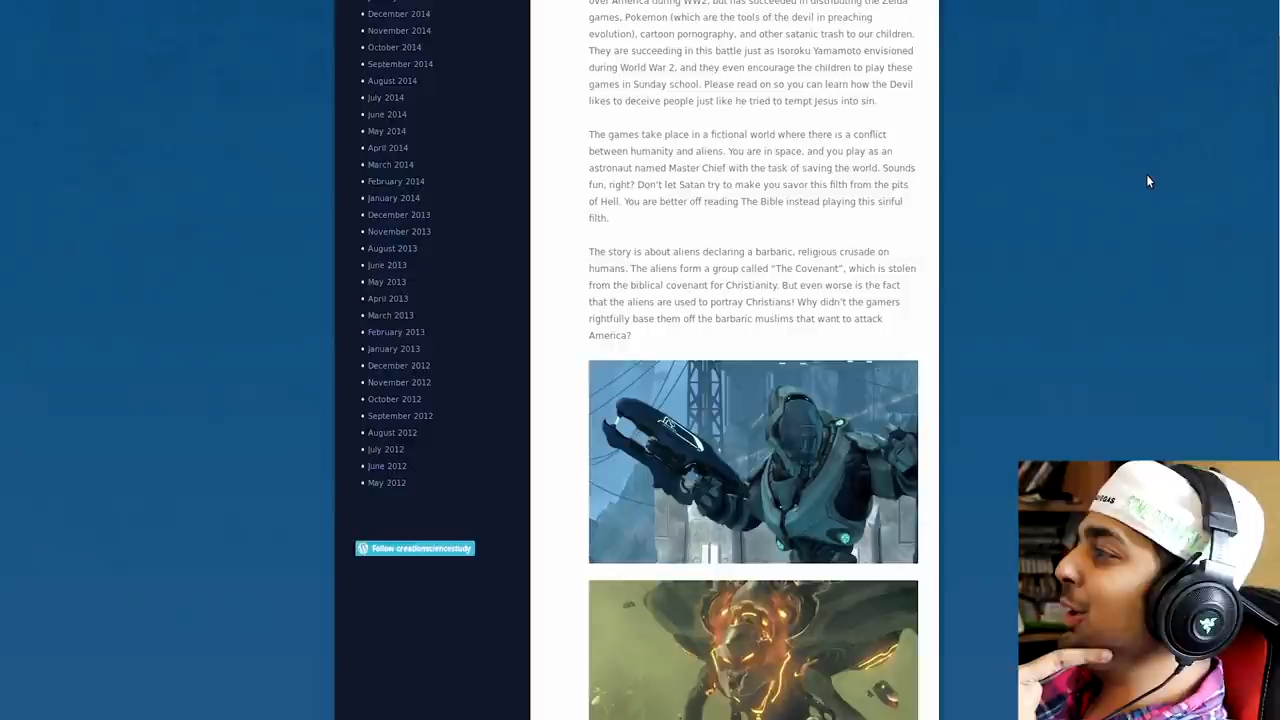 December 2014
November 2014
October 2014
September 2014
August 2014
July 2014
June 2014
May 2014
April 2014
March 2014
February 2014
January 2014
December 2013
November 2013
August 2013
June 2013
May 2013
April 2013
March 2013
February 2013
January 2013
December 2012
November 2012
October 2012
September 2012
August 2012
July 2012
June 2012
May 2012
Follow creationsciencestudy
over America during WW2, but has succeeded in distributing the Zelda
games, Pokemon (which are the tools of the devil in preaching
evolution), cartoon pornography, and other satanic trash to our children.
They are succeeding in this battle just as Isoroku Yamamoto envisioned
during World War 2, and they even encourage the children to play these
games in Sunday school. Please read on so you can learn how the Devil
likes to deceive people just like he tried to tempt Jesus into sin.
The games take place in a fictional world where there is a conflict
between humanity and aliens. You are in space, and you play as an
astronaut named Master Chief with the task of saving the world. Sounds
fun, right? Don't let Satan try to make you savor this filth from the pits
of Hell. You are better off reading The Bible instead playing this sinful
filth.
The story is about aliens declaring a barbaric, religious crusade on
humans. The aliens form a group called "The Covenant", which is stolen
from the biblical covenant for Christianity. But even worse is the fact
that the aliens are used to portray Christians! Why didn't the gamers
rightfully base them off the barbaric muslims that want to attack
America?